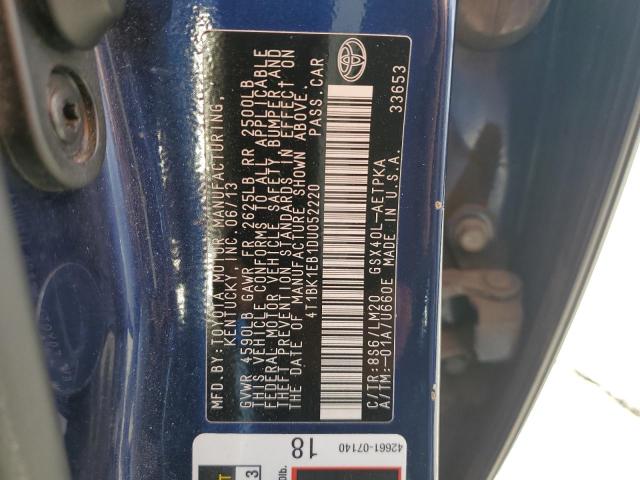 MFD.BY:TOYOTA MOTOR MANUFACTURING,
KENTUCKY, INC. 06/13
GVWR 4590LB GAWR FR 2625LB RR 2500LB
THIS VEHICLE CONFORMS TO ALL APPLICABLE
FEDERAL MOTOR VEHICLE SAFETY, BUMPER, AND
THEFT PREVENTION STANDARDS IN EFFECT ON
THE DATE OF MANUFACTURE SHOWN ABOVE.
4T1BK1EB1DU052220 PASS. CAR
C/TR: 8S6/LM20 GSX40L-AETPKA
A/TM:-01A/U660E MADE IN U.S.A.
33653
42661-07140
18
3